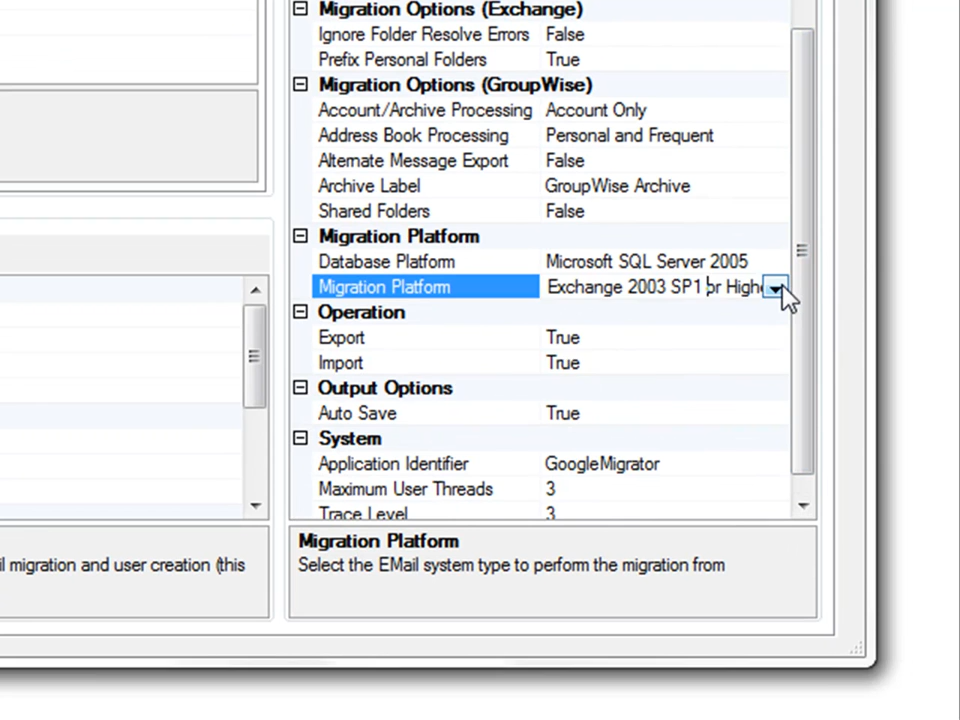 Migration Options (Exchange)
Ignore Folder Resolve Errors False
Prefix Personal Folders True
Migration Options (GroupWise)
Account/Archive Processing Account Only
Address Book Processing Personal and Frequent
Alternate Message Export False
Archive Label GroupWise Archive
Shared Folders False
Migration Platform
Database Platform Microsoft SQL Server 2005
Migration Platform Exchange 2003 SP1 or Highe
Operation
Export True
Import True
Output Options
Auto Save True
System
Application Identifier GoogleMigrator
Maximum User Threads 3
Trace Level 3
Migration Platform
Select the EMail system type to perform the migration from
il migration and user creation (this